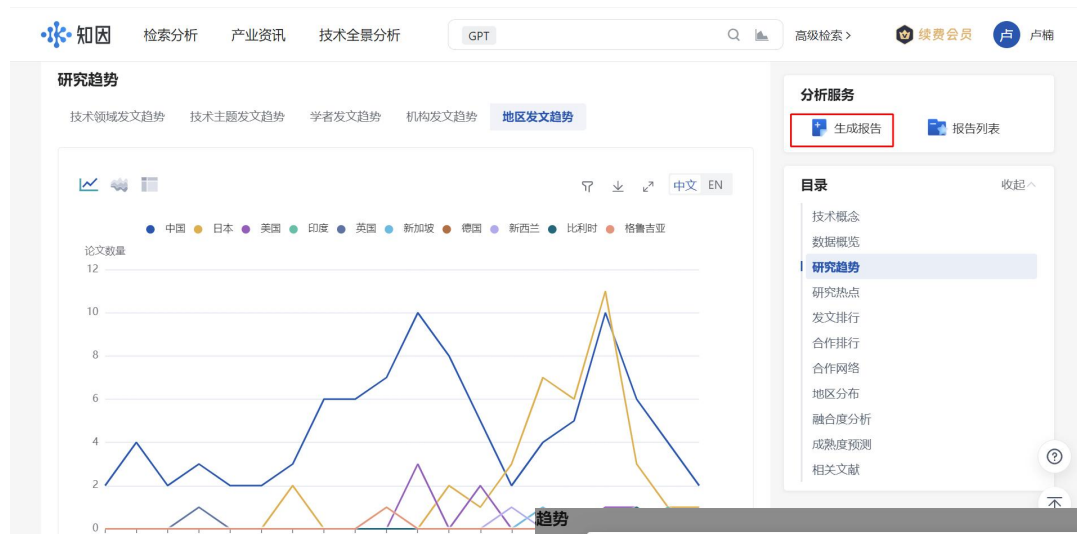 知因 检索分析 产业资讯 技术全景分析 GPT 高级检索 续费会员 卢 卢楠
研究趋势
技术领域发文趋势 技术主题发文趋势 学者发文趋势 机构发文趋势 地区发文趋势
中文 EN
中国 日本 美国 印度 英国 新加坡 德国 新西兰 比利时 格鲁吉亚
论文数量
12
10
8
6
4
2
0
趋势
分析服务
生成报告 报告列表
目录 收起
技术概念
数据概览
研究趋势
研究热点
发文排行
合作排行
合作网络
地区分布
融合度分析
成熟度预测
相关文献